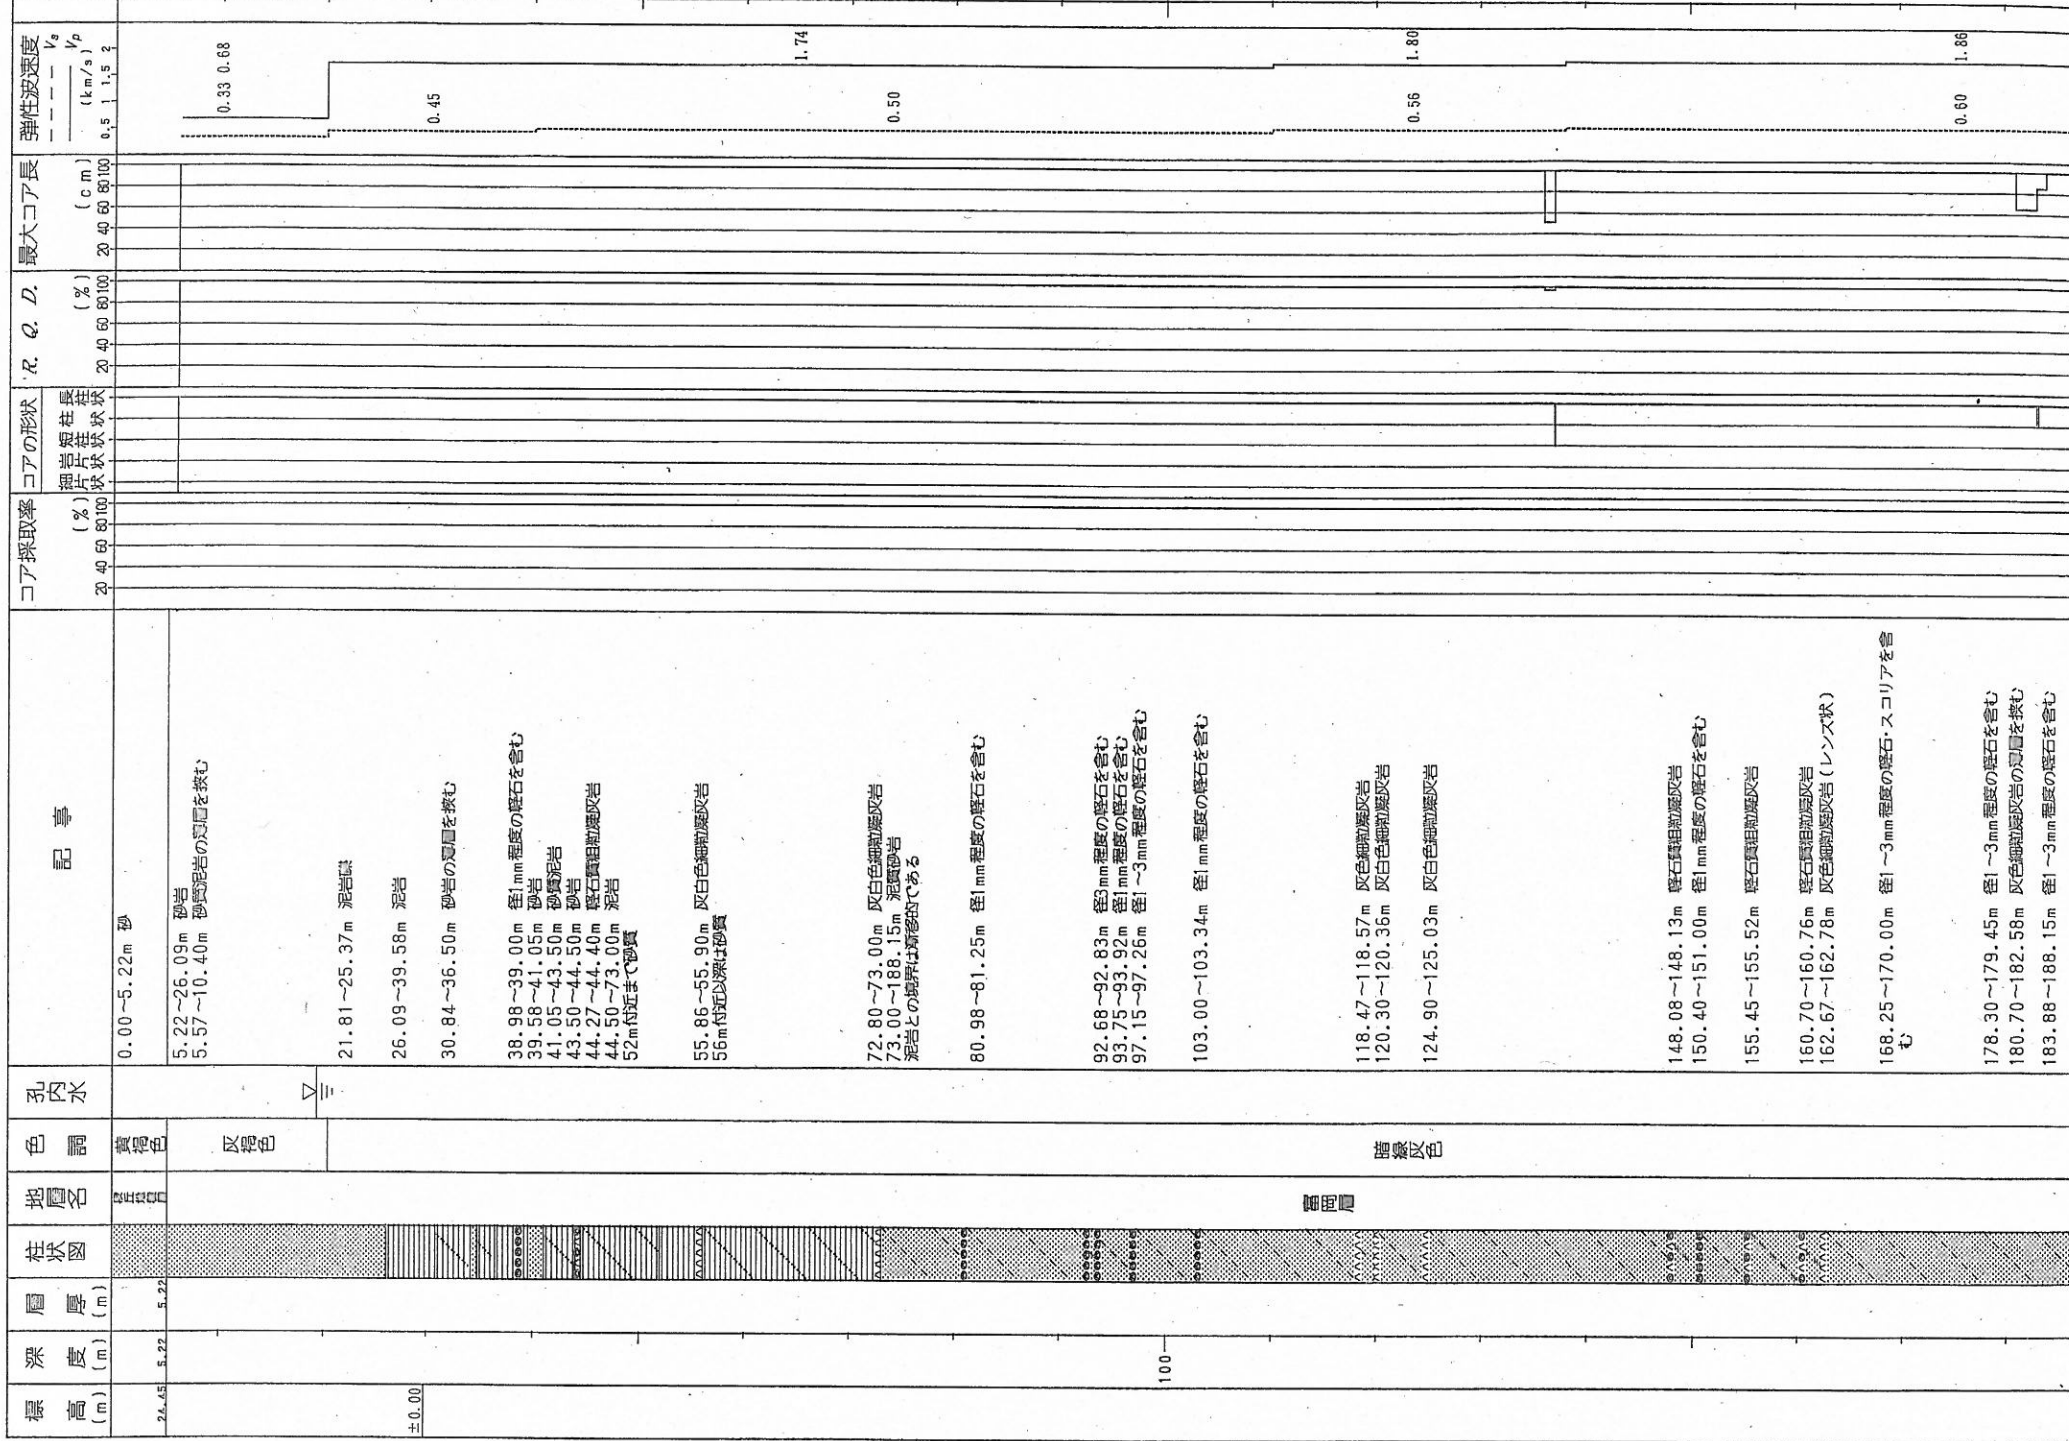 標高(m)
深度(m)
層厚(m)
柱状図
地層名
色調
孔内水
記事
コア採取率
(%)
20 40 60 80 100
コアの形状
細片状 岩片状 短柱状 長柱状
R. Q. D.
(%)
20 40 60 80 100
最大コア長
(cm)
20 40 60 80 100
弾性波速度
---- Vs
―― Vp
(km/s)
0.5 1 1.5 2
24.45
5.22
5.22
±0.00
100
黄褐色
灰褐色
暗緑灰色
富岡層
0.00~5.22m 砂
5.22~26.09m 砂岩
5.57~10.40m 砂質泥岩の薄層を挟む
21.81~25.37m 泥岩礫
26.09~39.58m 泥岩
30.84~36.50m 砂岩の薄層を挟む
38.98~39.00m 径1mm程度の軽石を含む
39.58~41.05m 砂岩
41.05~43.50m 砂質泥岩
43.50~44.50m 砂岩
44.27~44.40m 軽石質粗粒凝灰岩
44.50~73.00m 泥岩
52m付近まで砂質
55.86~55.90m 灰白色細粒凝灰岩
56m付近以深は砂質
72.80~73.00m 灰白色細粒凝灰岩
73.00~188.15m 泥質砂岩
泥岩との境界は漸移的である
80.98~81.25m 径1mm程度の軽石を含む
92.68~92.83m 径3mm程度の軽石を含む
93.75~93.92m 径1mm程度の軽石を含む
97.15~97.26m 径1~3mm程度の軽石を含む
103.00~103.34m 径1mm程度の軽石を含む
118.47~118.57m 灰色細粒凝灰岩
120.30~120.36m 灰白色細粒凝灰岩
124.90~125.03m 灰白色細粒凝灰岩
148.08~148.13m 軽石質粗粒凝灰岩
150.40~151.00m 径1mm程度の軽石を含む
155.45~155.52m 軽石質粗粒凝灰岩
160.70~160.76m 軽石質粗粒凝灰岩
162.67~162.78m 灰色細粒凝灰岩(レンズ状)
168.25~170.00m 径1~3mm程度の軽石・スコリアを含
む
178.30~179.45m 径1~3mm程度の軽石を含む
180.70~182.58m 灰色細粒凝灰岩の薄層を挟む
183.88~188.15m 径1~3mm程度の軽石を含む
0.33 0.68
0.45
1.74
0.50
1.80
0.56
1.86
0.60